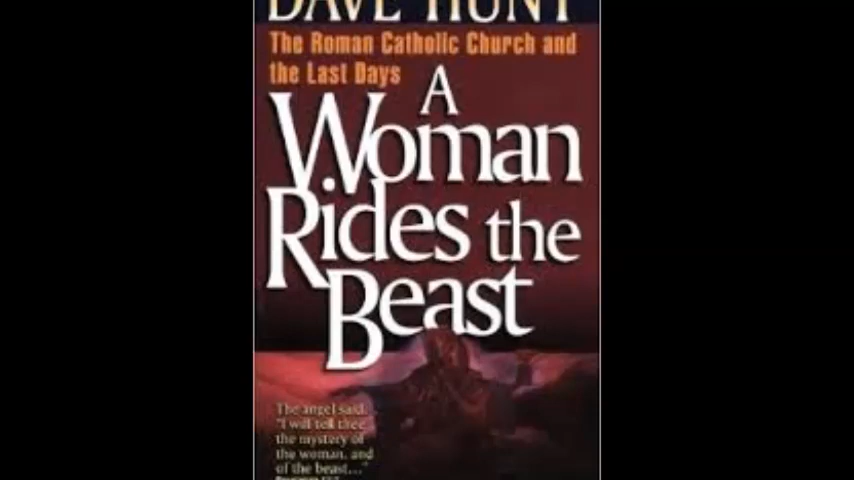 DAVE HUNT
The Roman Catholic Church and
the Last Days
A
Woman
Rides the
Beast
The angel said,
"I will tell thee
the mystery of
the woman, and
of the beast..."